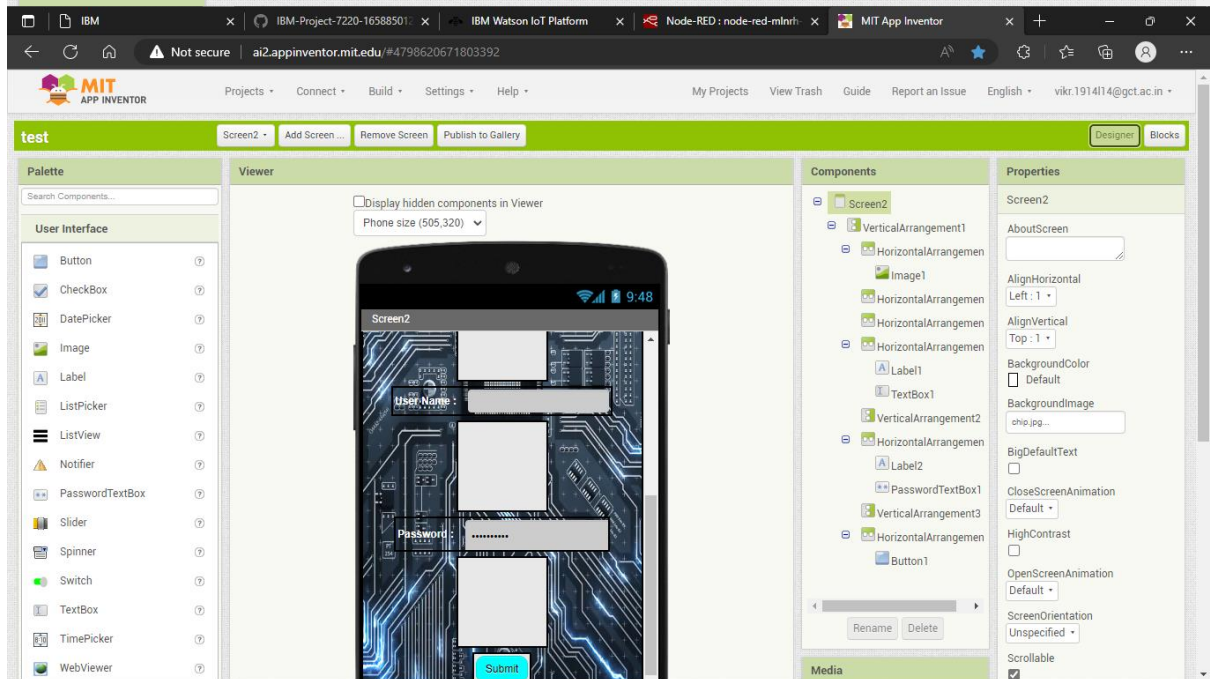 IBM
IBM-Project-7220-16588501
IBM Watson IoT Platform
Node-RED : node-red-mlnrh
MIT App Inventor
Not secure
ai2.appinventor.mit.edu/#4798620671803392
MIT
APP INVENTOR
Projects
Connect
Build
Settings
Help
My Projects
View Trash
Guide
Report an Issue
English
vikr.1914l14@gct.ac.in
test
Screen2
Add Screen ...
Remove Screen
Publish to Gallery
Designer
Blocks
Palette
Search Components...
User Interface
Button
CheckBox
DatePicker
Image
Label
ListPicker
ListView
Notifier
PasswordTextBox
Slider
Spinner
Switch
TextBox
TimePicker
WebViewer
Viewer
Display hidden components in Viewer
Phone size (505,320)
9:48
Screen2
User Name :
Password :
Submit
Components
Screen2
VerticalArrangement1
HorizontalArrangemen
Image1
HorizontalArrangemen
HorizontalArrangemen
HorizontalArrangemen
Label1
TextBox1
VerticalArrangement2
HorizontalArrangemen
Label2
PasswordTextBox1
VerticalArrangement3
HorizontalArrangemen
Button1
Rename
Delete
Media
Properties
Screen2
AboutScreen
AlignHorizontal
Left : 1
AlignVertical
Top : 1
BackgroundColor
Default
BackgroundImage
chip.jpg...
BigDefaultText
CloseScreenAnimation
Default
HighContrast
OpenScreenAnimation
Default
ScreenOrientation
Unspecified
Scrollable